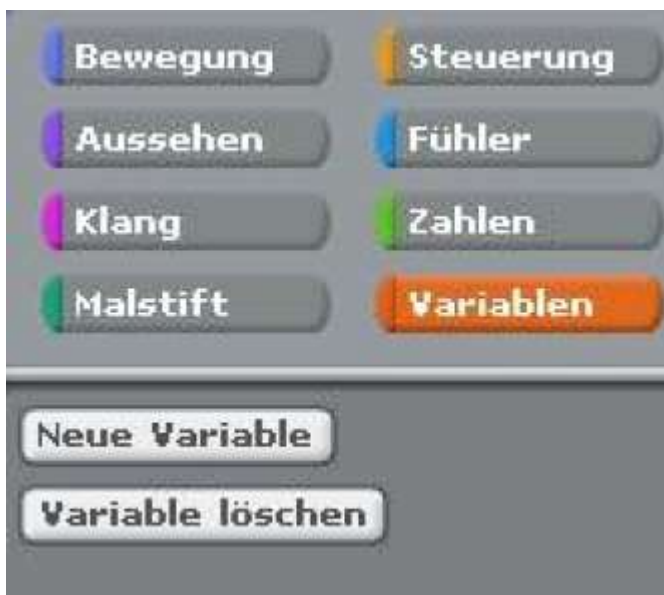 Bewegung Steuerung
Aussehen Fühler
Klang Zahlen
Malstift Variablen
Neue Variable
Variable löschen